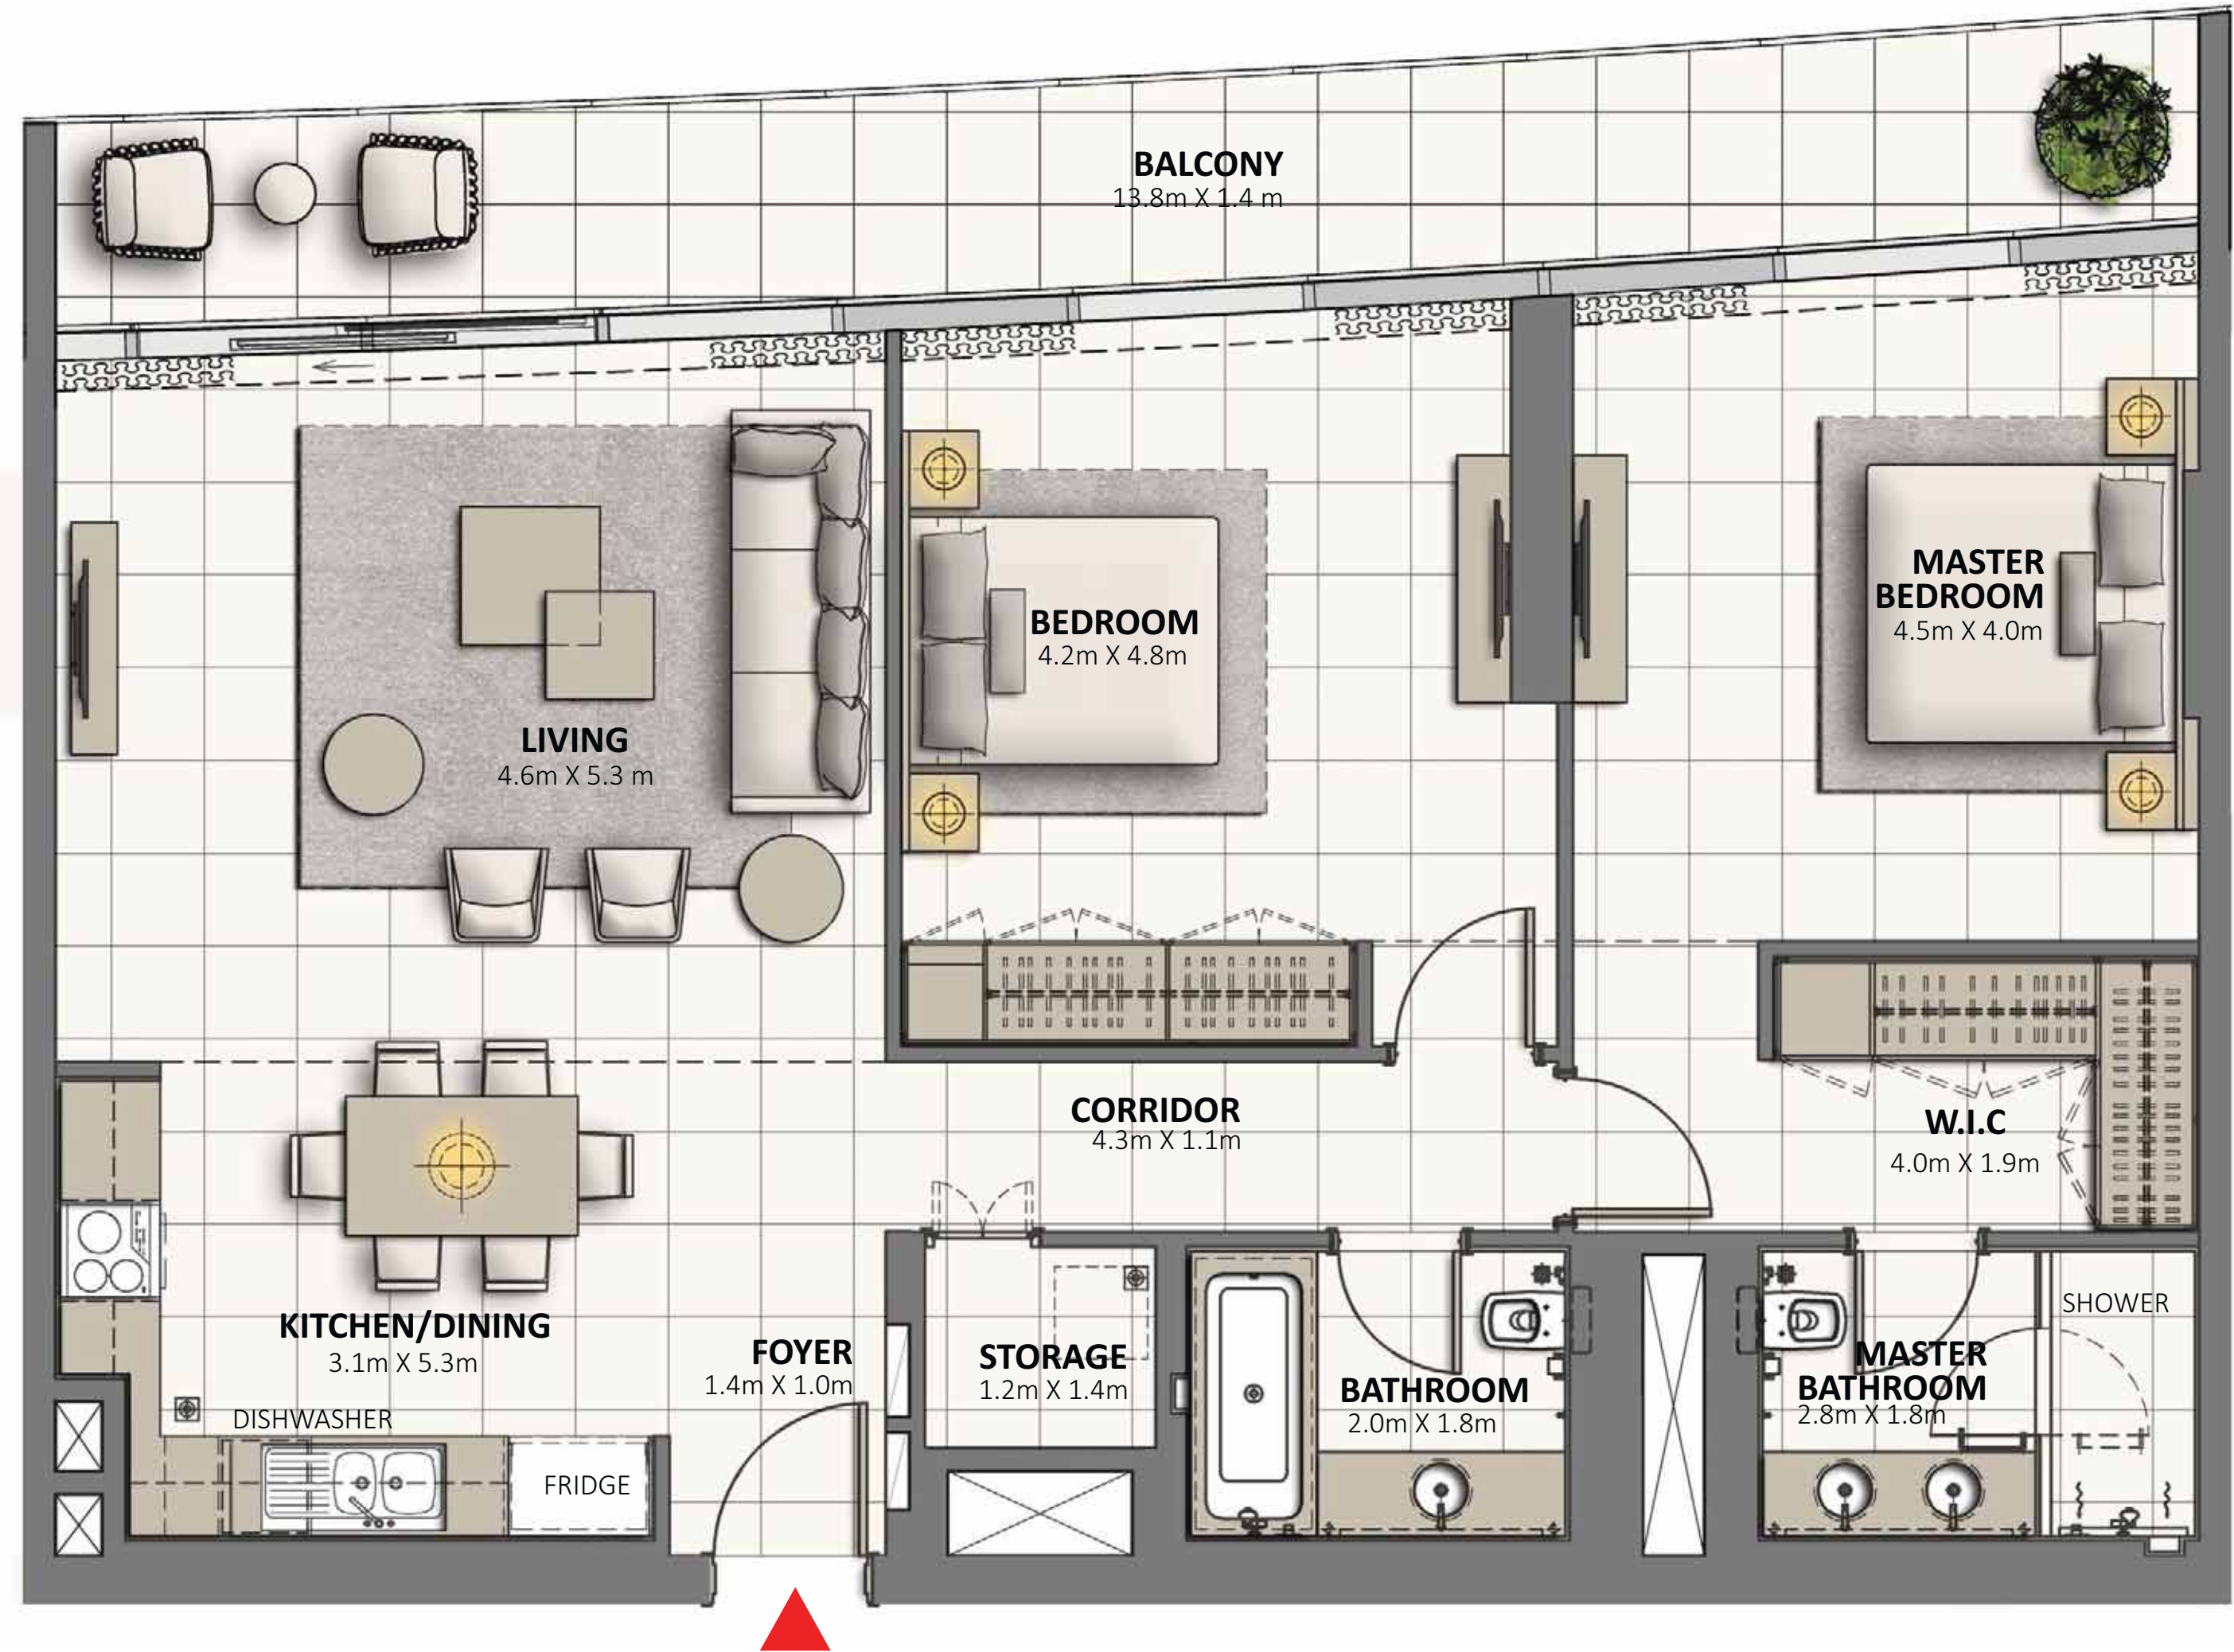 BALCONY
13.8m X 1.4 m
MASTER
BEDROOM
4.5m X 4.0m
BEDROOM
4.2m X 4.8m
LIVING
4.6m X 5.3 m
CORRIDOR
4.3m X 1.1m
W.I.C
4.0m X 1.9m
KITCHEN/DINING
3.1m X 5.3m
FOYER
1.4m X 1.0m
STORAGE
1.2m X 1.4m
BATHROOM
2.0m X 1.8m
MASTER
BATHROOM
2.8m X 1.8m
SHOWER
DISHWASHER
FRIDGE